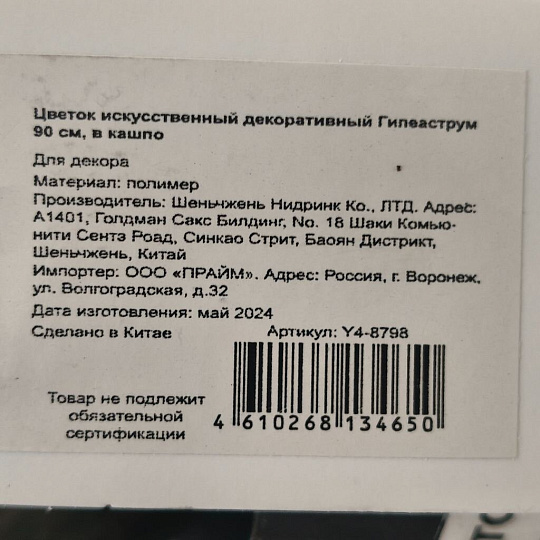 Цветок искусственный декоративный Гипеаструм
90 см, в кашпо
Для декора
Материал: полимер
Производитель: Шеньчжень Нидринк Ко., ЛТД. Адрес:
А1401, Голдман Сакс Билдинг, No. 18 Шаки Комью-
нити Сентэ Роад, Синкао Стрит, Баоян Дистрикт,
Шеньчжень, Китай
Импортер: ООО «ПРАЙМ». Адрес: Россия, г. Воронеж,
ул. Волгоградская, д.32
Дата изготовления: май 2024
Сделано в Китае
Артикул: Y4-8798
Товар не подлежит
обязательной
сертификации
4 610268 134650